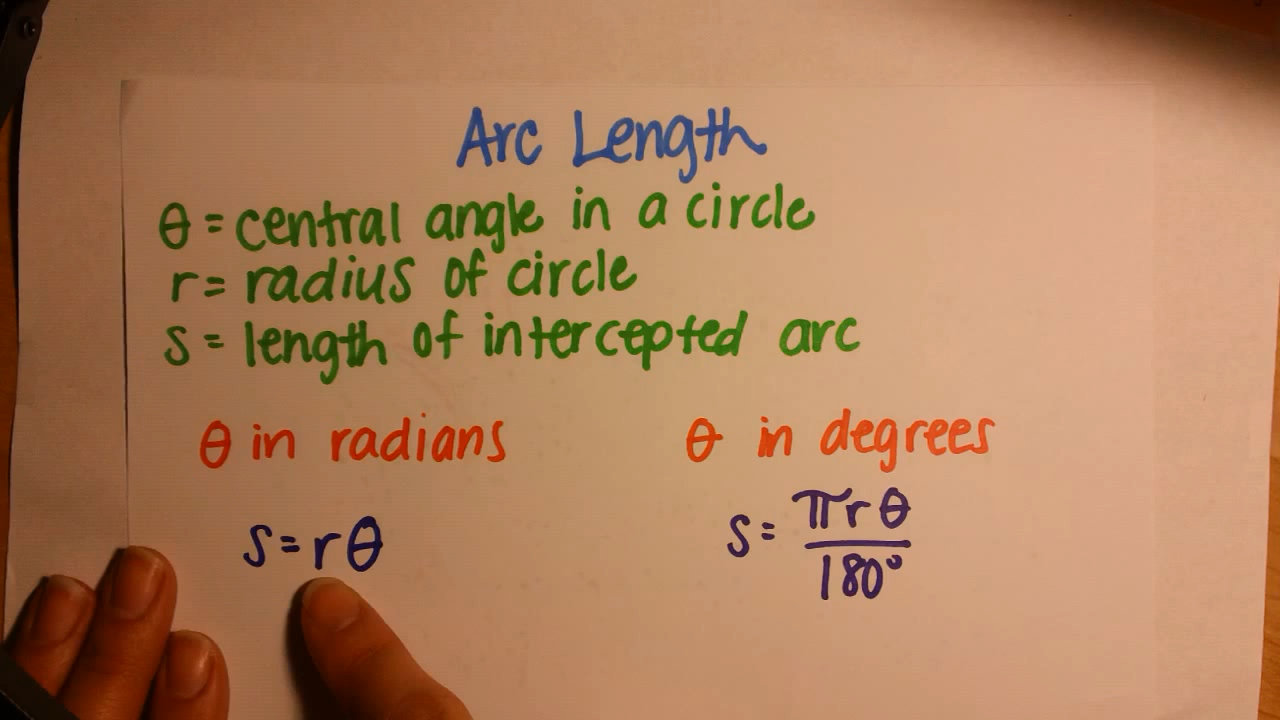 Arc Length
θ = central angle in a circle
r = radius of circle
s = length of intercepted arc
θ in radians
s = rθ
θ in degrees
s = πrθ/180°